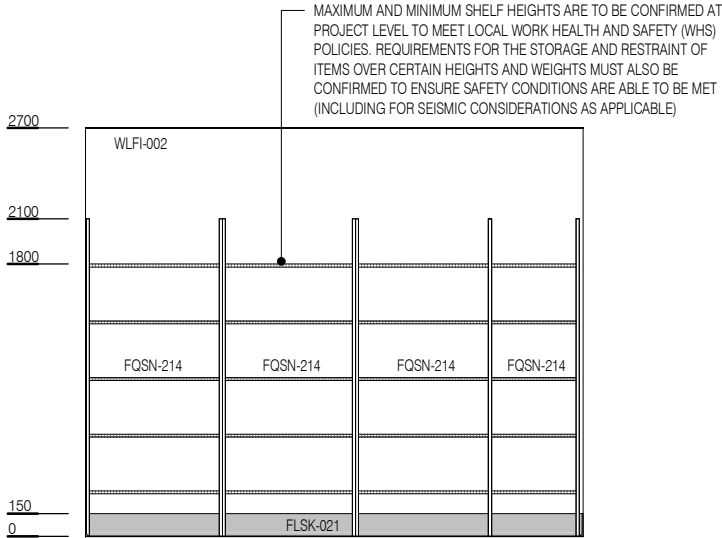 MAXIMUM AND MINIMUM SHELF HEIGHTS ARE TO BE CONFIRMED AT
PROJECT LEVEL TO MEET LOCAL WORK HEALTH AND SAFETY (WHS)
POLICIES. REQUIREMENTS FOR THE STORAGE AND RESTRAINT OF
ITEMS OVER CERTAIN HEIGHTS AND WEIGHTS MUST ALSO BE
CONFIRMED TO ENSURE SAFETY CONDITIONS ARE ABLE TO BE MET
(INCLUDING FOR SEISMIC CONSIDERATIONS AS APPLICABLE)
2700
WLFI-002
2100
1800
FQSN-214 FQSN-214 FQSN-214 FQSN-214
150
FLSK-021
0